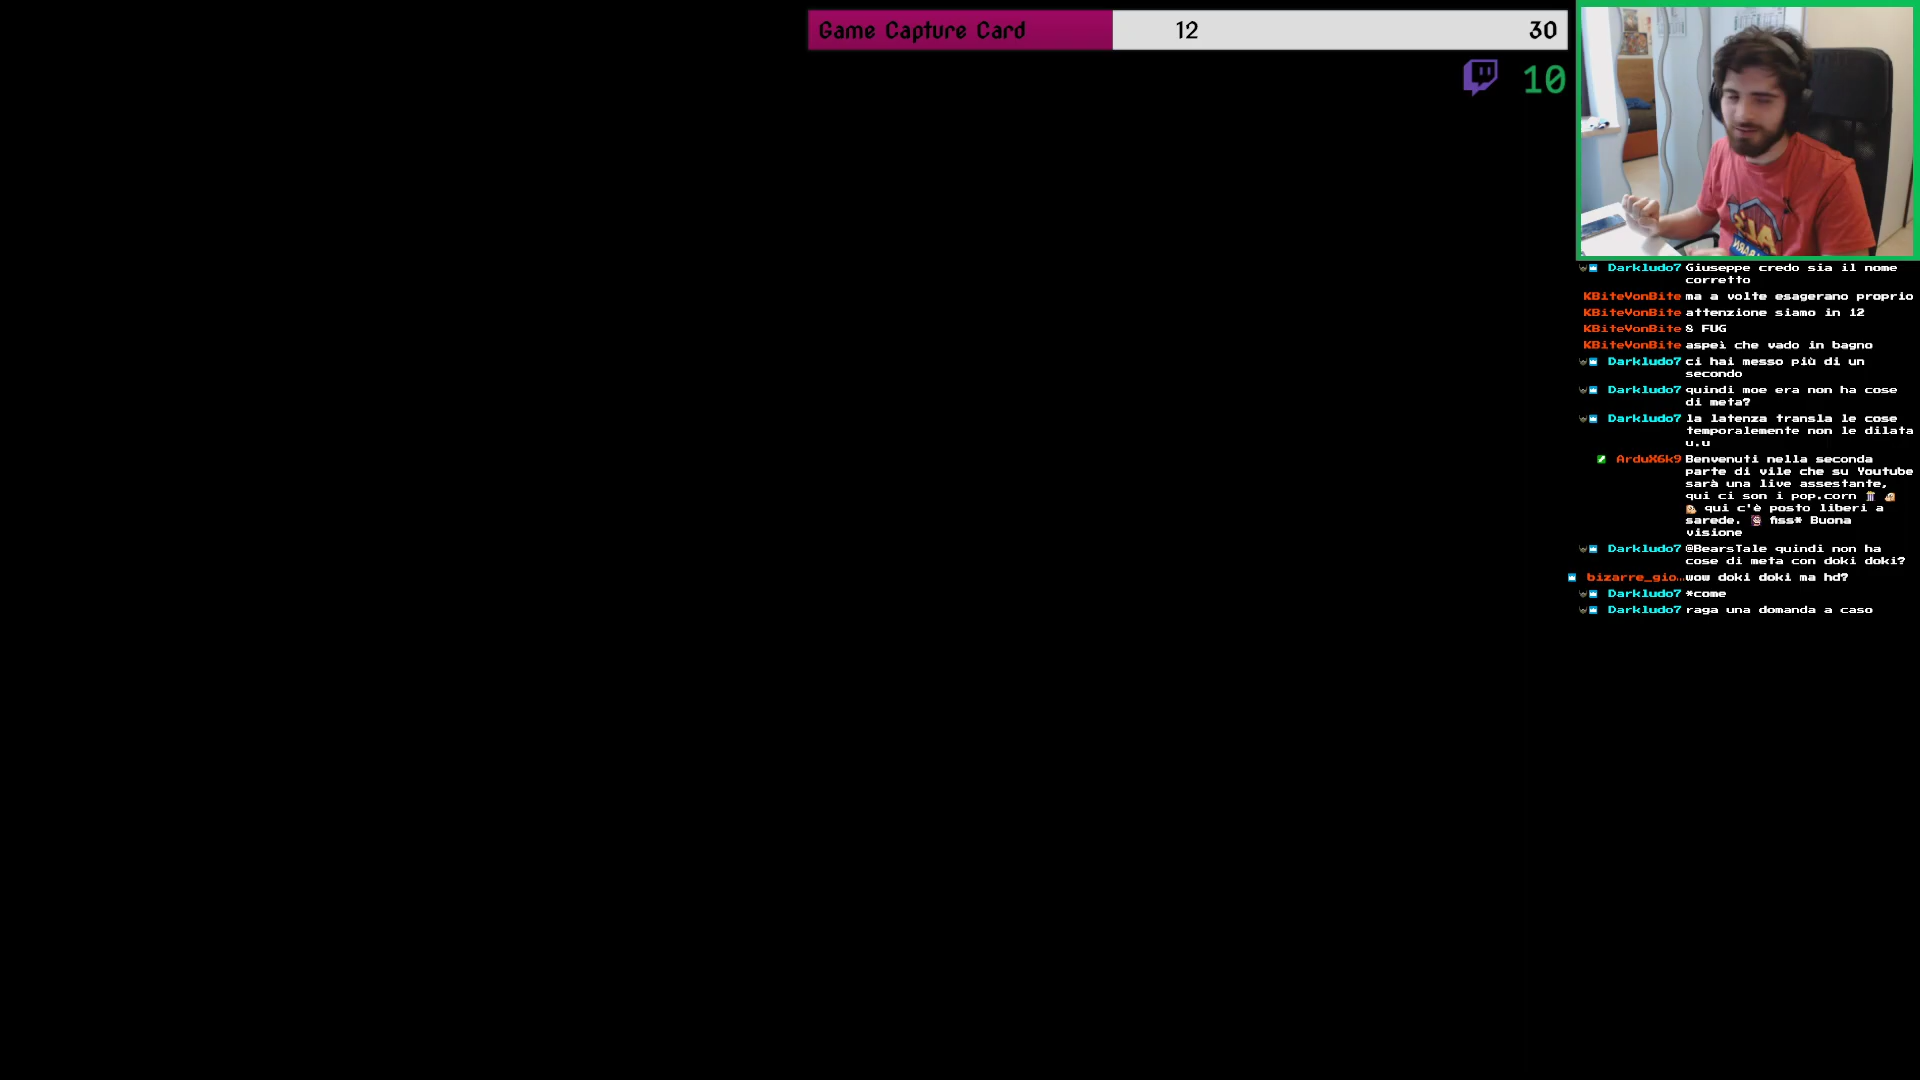 Game Capture Card 12 30
10
Darkludo7 Giuseppe credo sia il nome
corretto
KBiteVonBite ma a volte esagerano proprio
KBiteVonBite attenzione siamo in 12
KBiteVonBite 8 FUG
KBiteVonBite aspeì che vado in bagno
Darkludo7 ci hai messo più di un
secondo
Darkludo7 quindi moe era non ha cose
di meta?
Darkludo7 la latenza transla le cose
temporalemente non le dilata
u.u
ArduX6k9 Benvenuti nella seconda
parte di vile che su Youtube
sarà una live assestante,
qui ci son i pop.corn
qui c'è posto liberi a
sarede. fiss* Buona
visione
Darkludo7 @BearsTale quindi non ha
cose di meta con doki doki?
bizarre_gio… wow doki doki ma hd?
Darkludo7 *come
Darkludo7 raga una domanda a caso